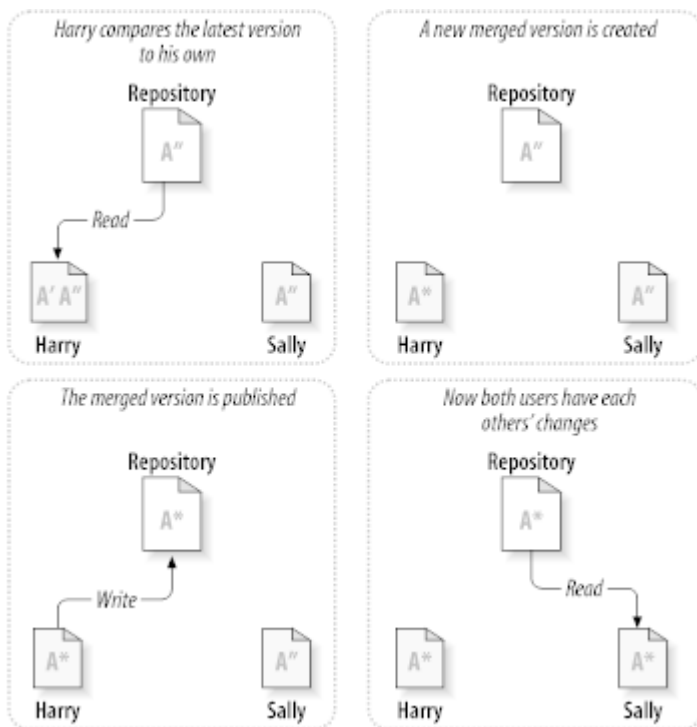 Harry compares the latest version
to his own
Repository
A”
Read
A’ A”
A”
Harry
Sally
A new merged version is created
Repository
A”
A*
A”
Harry
Sally
The merged version is published
Repository
A*
Write
A*
A”
Harry
Sally
Now both users have each
others’ changes
Repository
A*
Read
A*
A*
Harry
Sally